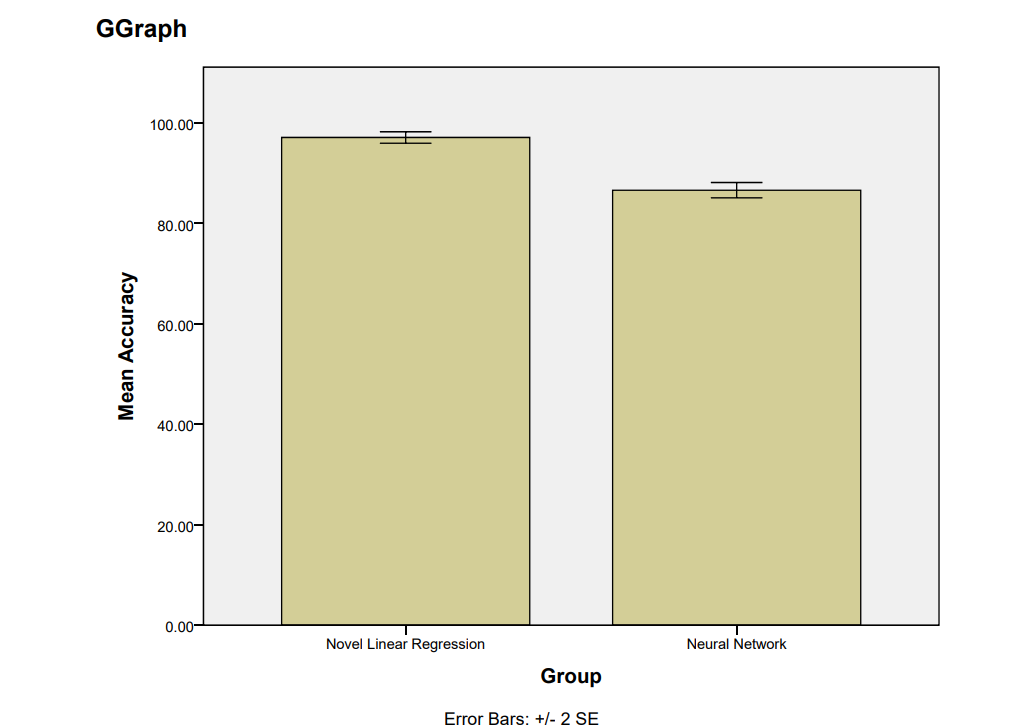 GGraph
100.00
80.00
60.00
40.00
20.00
0.00
Mean Accuracy
Novel Linear Regression
Neural Network
Group
Error Bars: +/- 2 SE